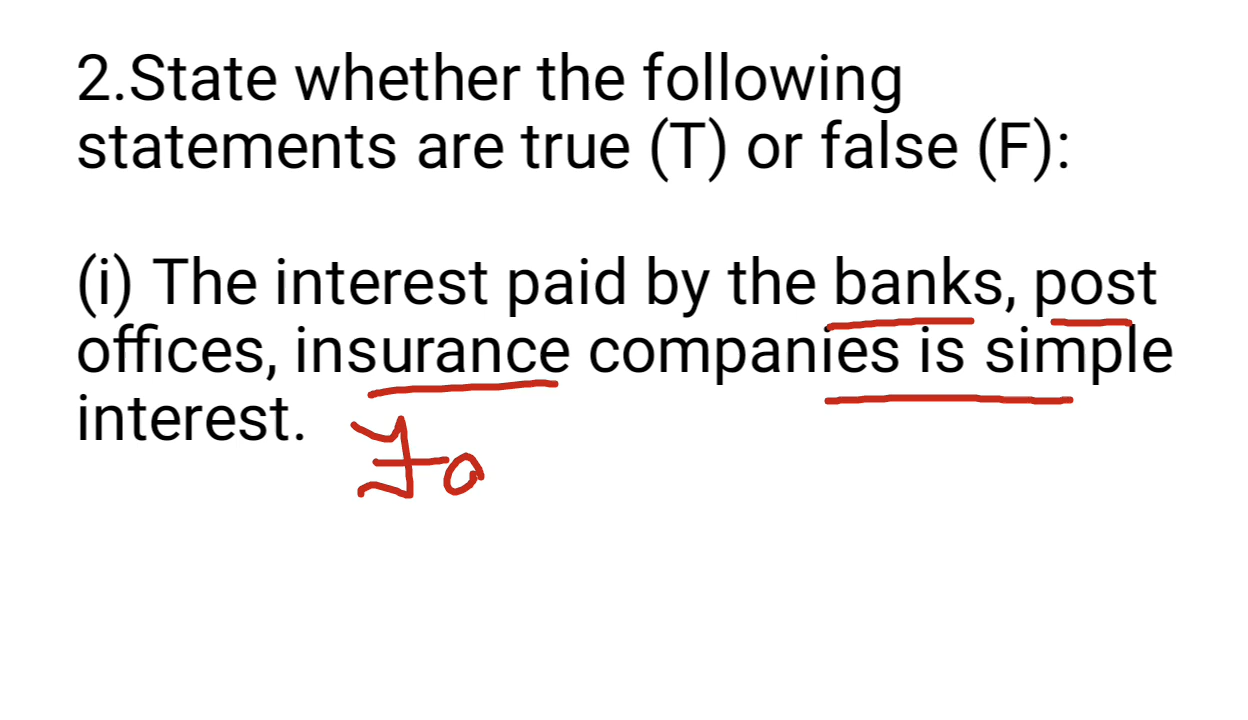 2.State whether the following
statements are true (T) or false (F):
(i) The interest paid by the banks, post
offices, insurance companies is simple
interest.